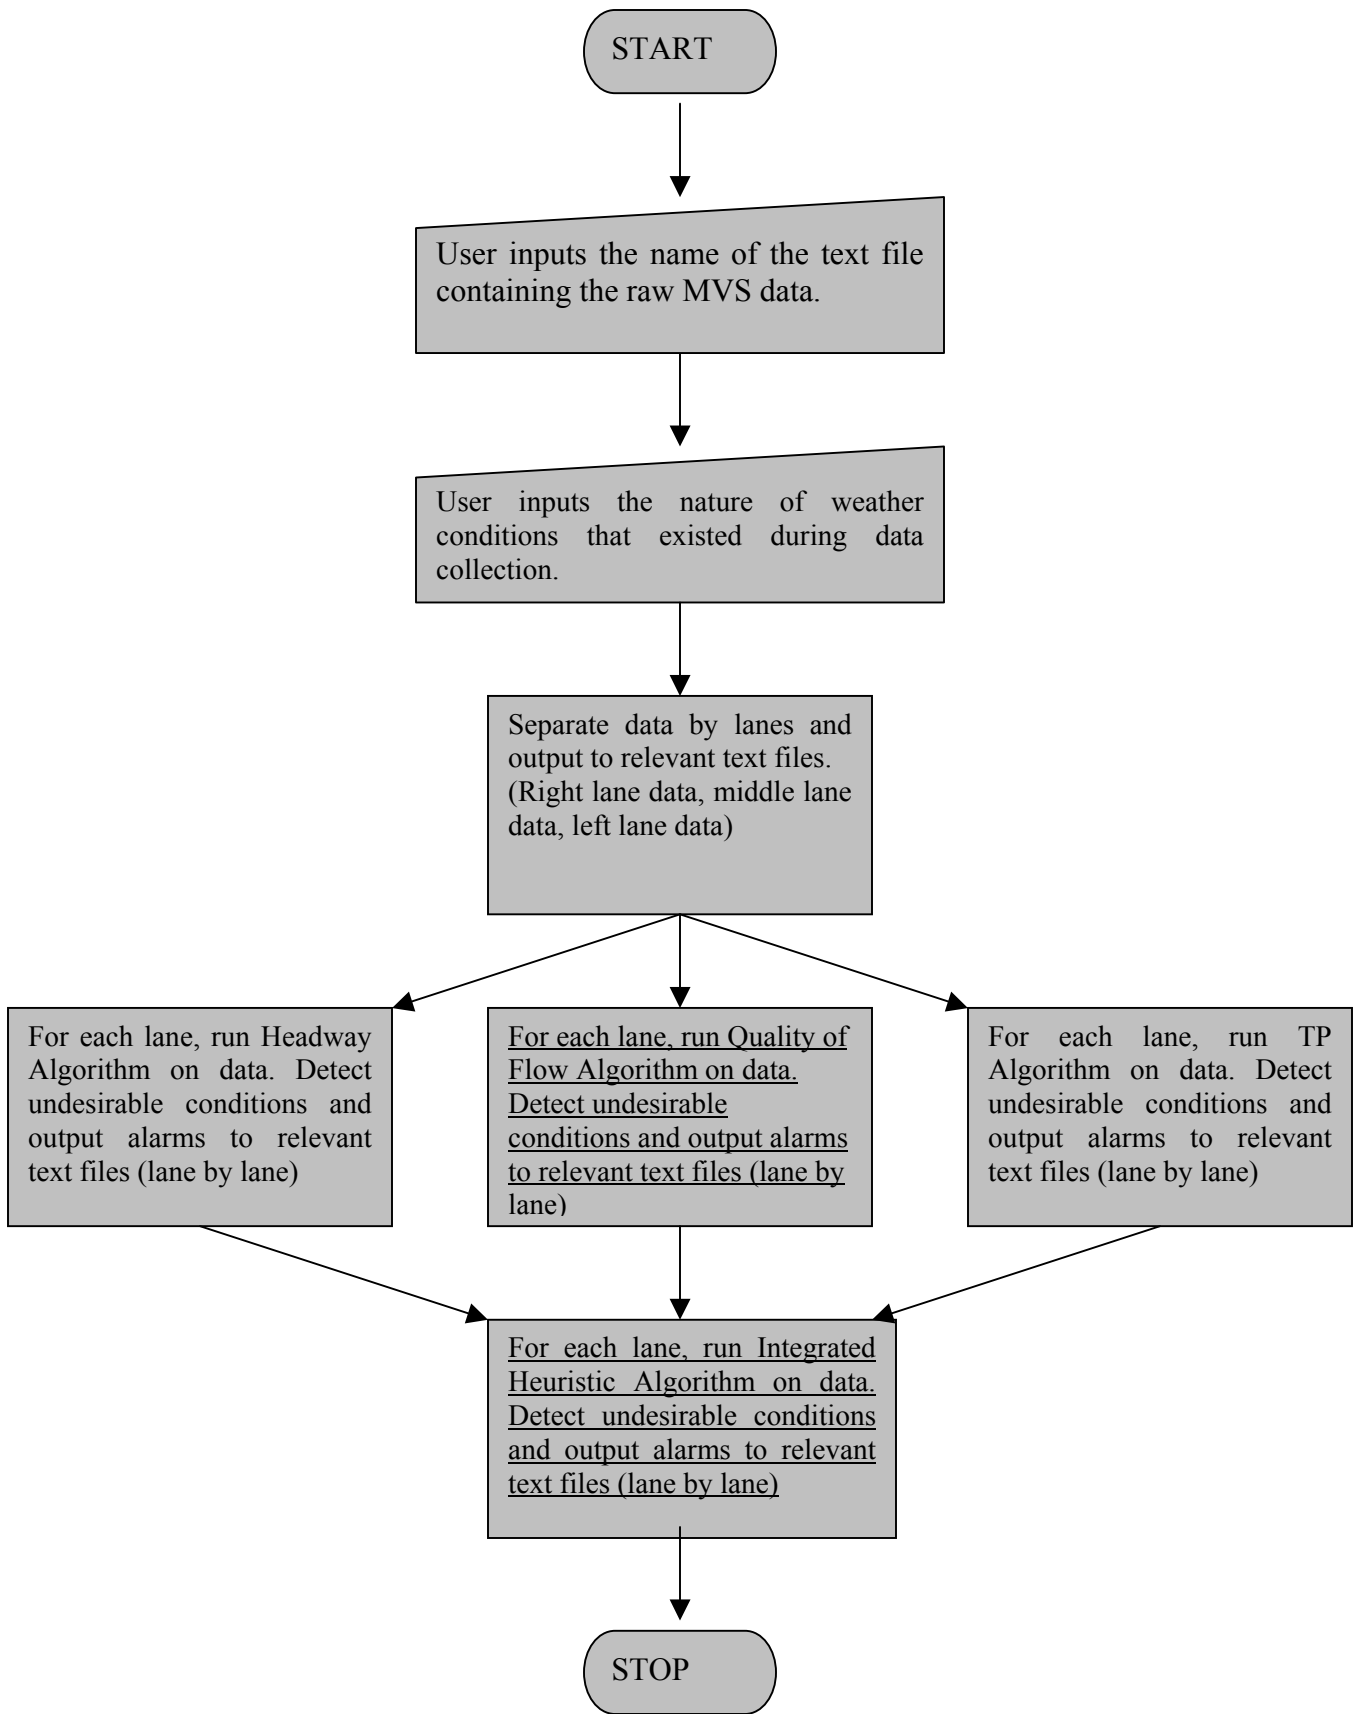 START
User inputs the name of the text file
containing the raw MVS data.
User inputs the nature of weather
conditions that existed during data
collection.
Separate data by lanes and
output to relevant text files.
(Right lane data, middle lane
data, left lane data)
For each lane, run Headway
Algorithm on data. Detect
undesirable conditions and
output alarms to relevant
text files (lane by lane)
For each lane, run Quality of
Flow Algorithm on data.
Detect undesirable
conditions and output alarms
to relevant text files (lane by
lane)
For each lane, run TP
Algorithm on data. Detect
undesirable conditions and
output alarms to relevant
text files (lane by lane)
For each lane, run Integrated
Heuristic Algorithm on data.
Detect undesirable conditions
and output alarms to relevant
text files (lane by lane)
STOP